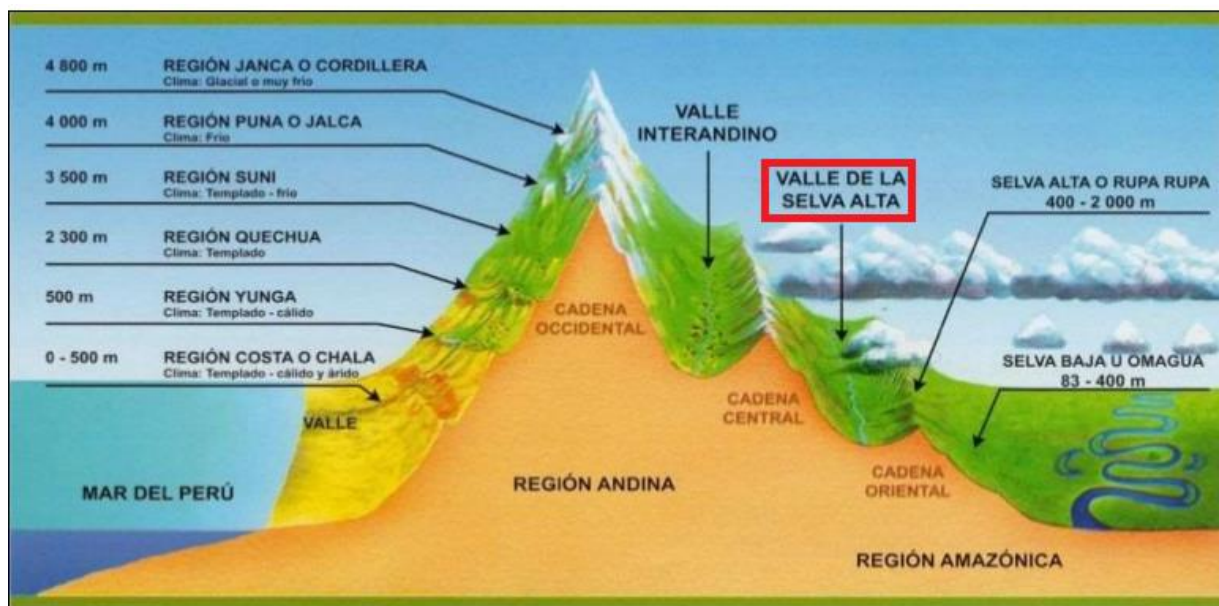 4 800 m REGIÓN JANCA O CORDILLERA
Clima: Glacial o muy frío
4 000 m REGIÓN PUNA O JALCA
Clima: Frío
3 500 m REGIÓN SUNI
Clima: Templado - frío
2 300 m REGIÓN QUECHUA
Clima: Templado
500 m REGIÓN YUNGA
Clima: Templado - cálido
0 - 500 m REGIÓN COSTA O CHALA
Clima: Templado - cálido y árido
VALLE
MAR DEL PERÚ
CADENA
OCCIDENTAL
REGIÓN ANDINA
VALLE
INTERANDINO
CADENA
CENTRAL
VALLE DE LA
SELVA ALTA
SELVA ALTA O RUPA RUPA
400 - 2 000 m
SELVA BAJA U OMAGUA
83 - 400 m
CADENA
ORIENTAL
REGIÓN AMAZÓNICA